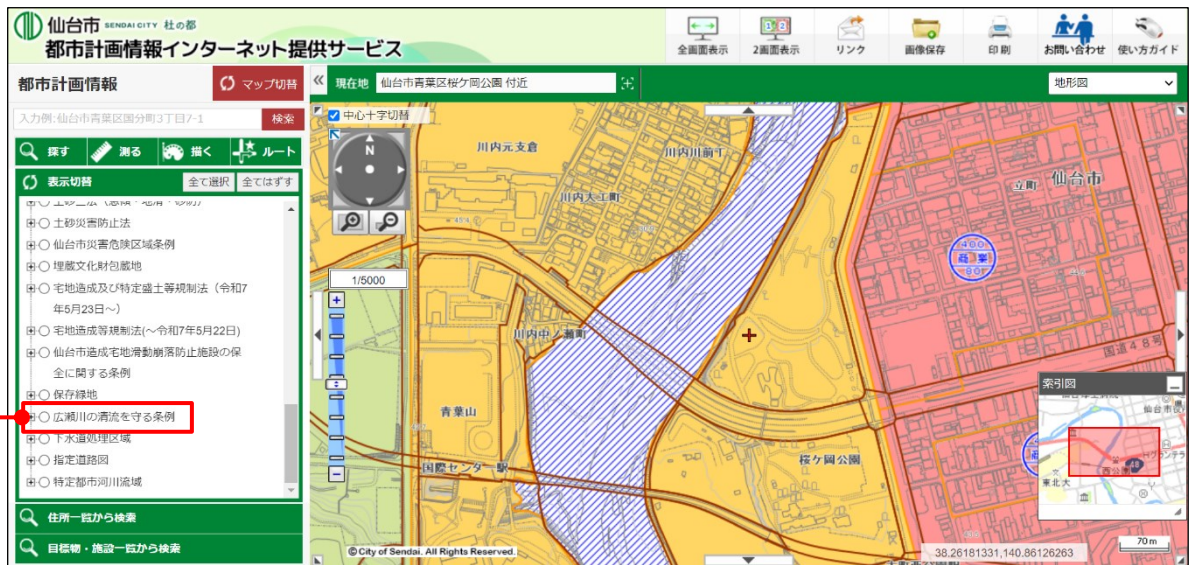 仙台市 SENDAI CITY 杜の都
都市計画情報インターネット提供サービス
全画面表示
2画面表示
リンク
画像保存
印刷
お問い合わせ
使い方ガイド
都市計画情報
マップ切替
現在地 仙台市青葉区桜ケ岡公園 付近
地形図
入力例:仙台市青葉区国分町3丁目7-1
検索
探す
測る
描く
ルート
表示切替
全て選択
全てはずす
土砂災害防止法
仙台市災害危険区域条例
埋蔵文化財包蔵地
宅地造成及び特定盛土等規制法（令和7
年5月23日～）
宅地造成等規制法(～令和7年5月22日)
仙台市造成宅地滑動崩落防止施設の保
全に関する条例
保存緑地
広瀬川の清流を守る条例
下水道処理区域
指定道路図
特定都市河川流域
住所一覧から検索
目標物・施設一覧から検索
中心十字切替
N
1/5000
川内元支倉
川内川前丁
川内大工町
立町
仙台市
400
商業
80
川内中ノ瀬町
国道48号
青葉山
国際センター駅
桜ケ岡公園
索引図
西公園
48
東北大
© City of Sendai. All Rights Reserved.
38.26181331,140.86126263
70 m